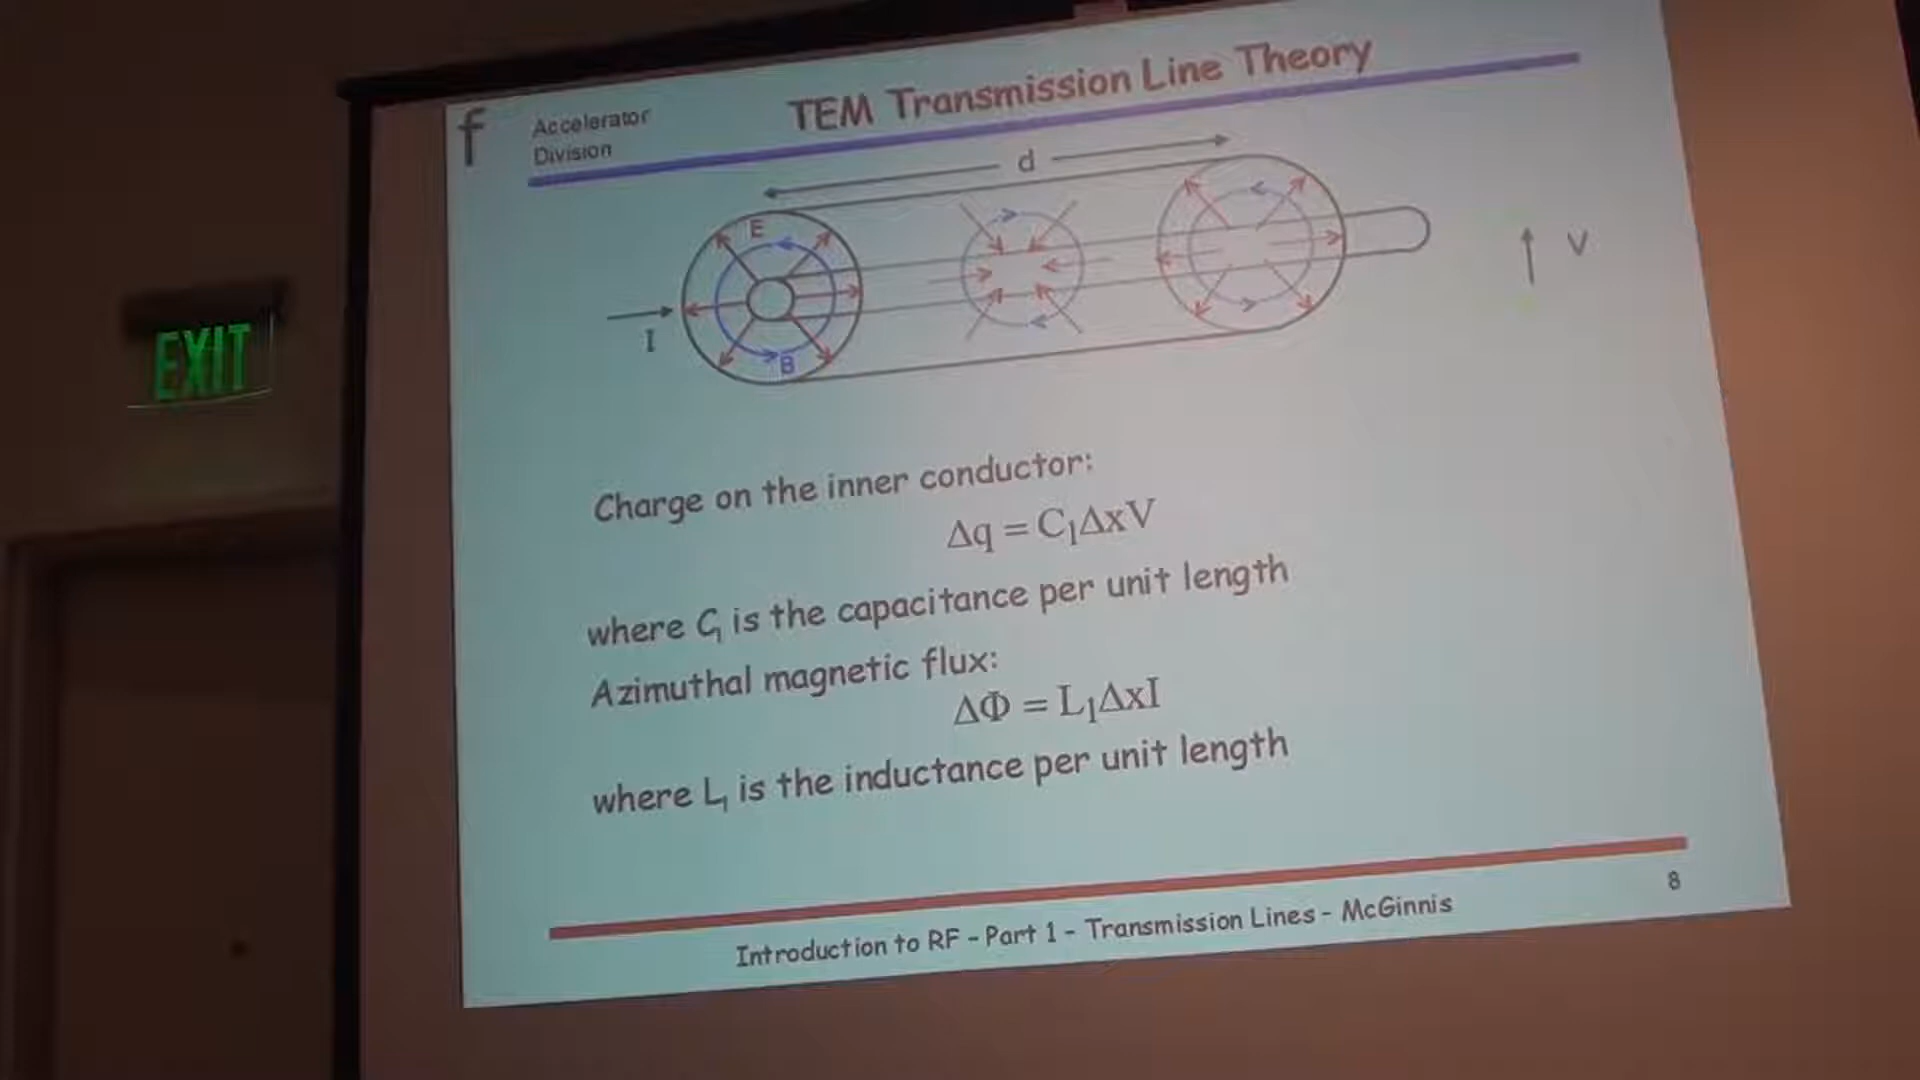 f
Accelerator
Division
TEM Transmission Line Theory
d
E
V
I
B
Charge on the inner conductor:
Δq = C₁ΔxV
where C₁ is the capacitance per unit length
Azimuthal magnetic flux:
ΔΦ = L₁ΔxI
where L₁ is the inductance per unit length
Introduction to RF - Part 1 - Transmission Lines - McGinnis
8
EXIT